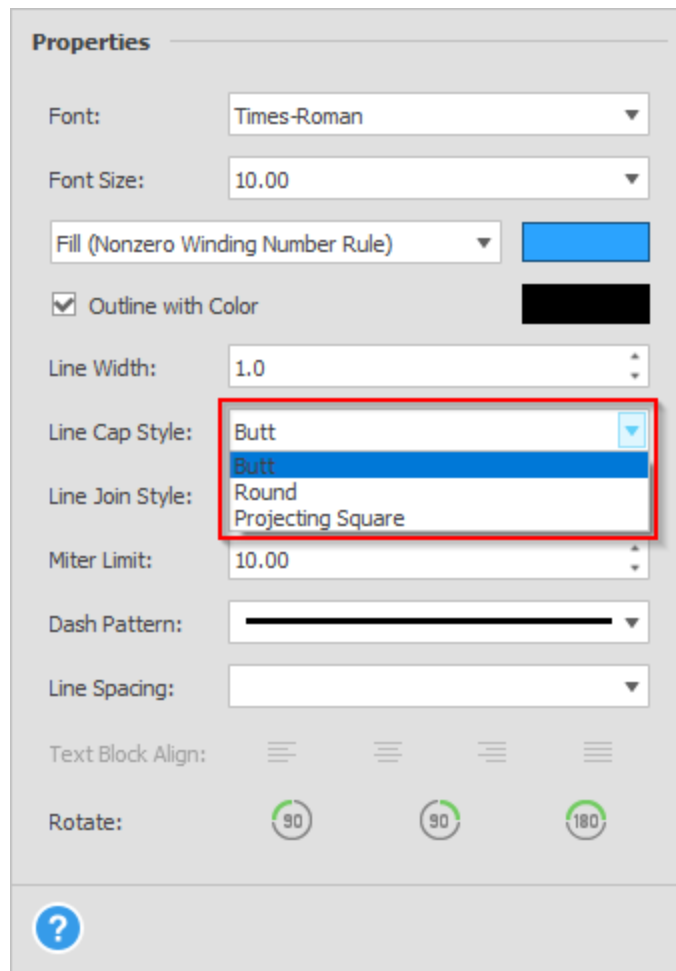 Properties
Font: Times-Roman
Font Size: 10.00
Fill (Nonzero Winding Number Rule)
Outline with Color
Line Width: 1.0
Line Cap Style: Butt
Butt
Round
Line Join Style:
Projecting Square
Miter Limit: 10.00
Dash Pattern:
Line Spacing:
Text Block Align:
Rotate: 90 90 180
?